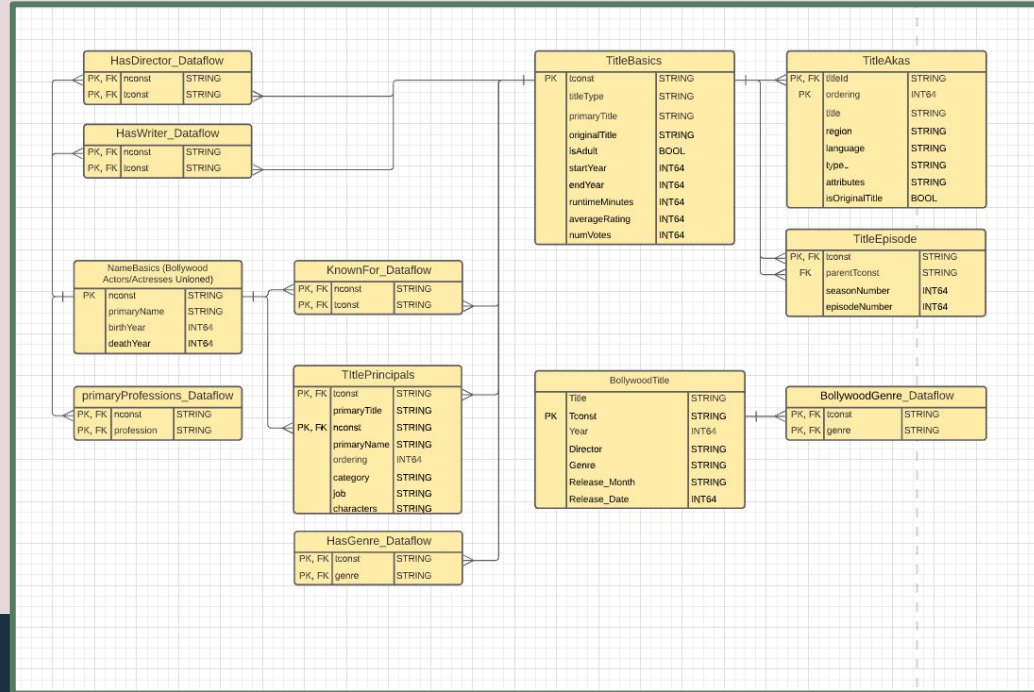 HasDirector_Dataflow
PK, FK nconst STRING
PK, FK tconst STRING
HasWriter_Dataflow
PK, FK nconst STRING
PK, FK tconst STRING
NameBasics (Bollywood
Actors/Actresses Unioned)
PK nconst STRING
primaryName STRING
birthYear INT64
deathYear INT64
primaryProfessions_Dataflow
PK, FK nconst STRING
PK, FK profession STRING
KnownFor_Dataflow
PK, FK nconst STRING
PK, FK tconst STRING
TitlePrincipals
PK, FK tconst STRING
primaryTitle STRING
PK, FK nconst STRING
primaryName STRING
ordering INT64
category STRING
job STRING
characters STRING
HasGenre_Dataflow
PK, FK tconst STRING
PK, FK genre STRING
TitleBasics
PK tconst STRING
titleType STRING
primaryTitle STRING
originalTitle STRING
isAdult BOOL
startYear INT64
endYear INT64
runtimeMinutes INT64
averageRating INT64
numVotes INT64
BollywoodTitle
Title STRING
PK Tconst STRING
Year INT64
Director STRING
Genre STRING
Release_Month STRING
Release_Date INT64
TitleAkas
PK, FK titleId STRING
PK ordering INT64
title STRING
region STRING
language STRING
type_ STRING
attributes STRING
isOriginalTitle BOOL
TitleEpisode
PK, FK tconst STRING
FK parentTconst STRING
seasonNumber INT64
episodeNumber INT64
BollywoodGenre_Dataflow
PK, FK tconst STRING
PK, FK genre STRING